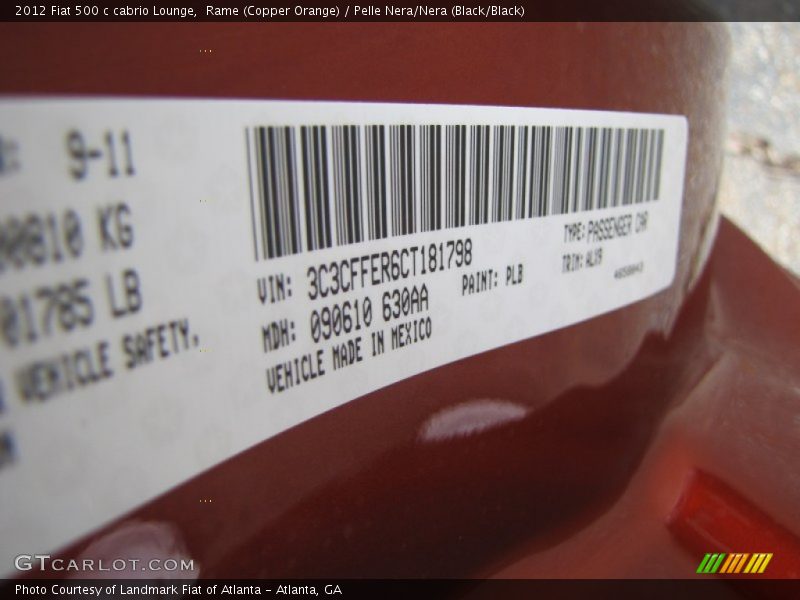 2012 Fiat 500 c cabrio Lounge,  Rame (Copper Orange) / Pelle Nera/Nera (Black/Black)
9-11
00810 KG
01785 LB
VEHICLE SAFETY.
VIN: 3C3CFFER6CT181798
MDH: 090610 630AA
VEHICLE MADE IN MEXICO
PAINT: PLB
TYPE: PASSENGER CAR
TRIM: ALX9
GTCARLOT.COM
Photo Courtesy of Landmark Fiat of Atlanta - Atlanta, GA